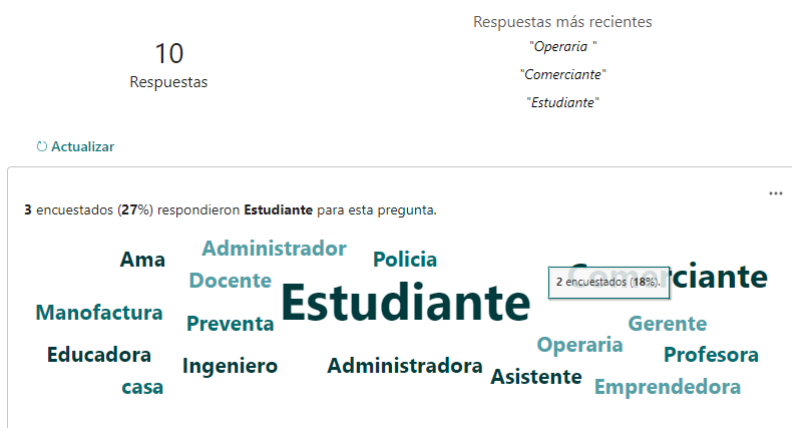 10
Respuestas
Respuestas más recientes
"Operaria "
"Comerciante"
"Estudiante"
Actualizar
...
3 encuestados (27%) respondieron Estudiante para esta pregunta.
Ama
Administrador
Policia
Docente
Estudiante
2 encuestados (18%).
Comerciante
Manofactura
Preventa
Gerente
Operaria
Educadora
Ingeniero
Administradora
Profesora
Asistente
casa
Emprendedora